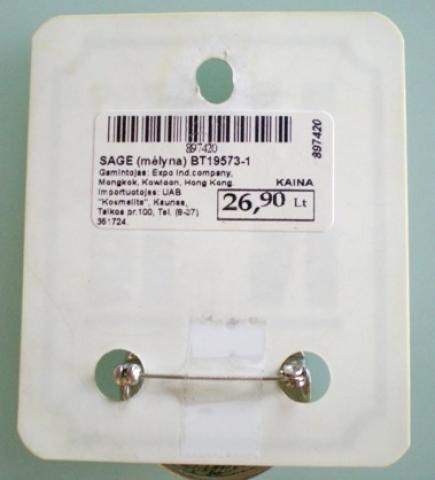 897420
SAGE (mėlyna) BT19573-1
Gamintojas: Expo Ind.company,
Mongkok, Kowloon, Hong Kong.
Importuotojas: UAB
"Kosmelita", Kaunas,
Taikos pr.100, Tel. (8-27)
361724.
KAINA
26,90 Lt
897420